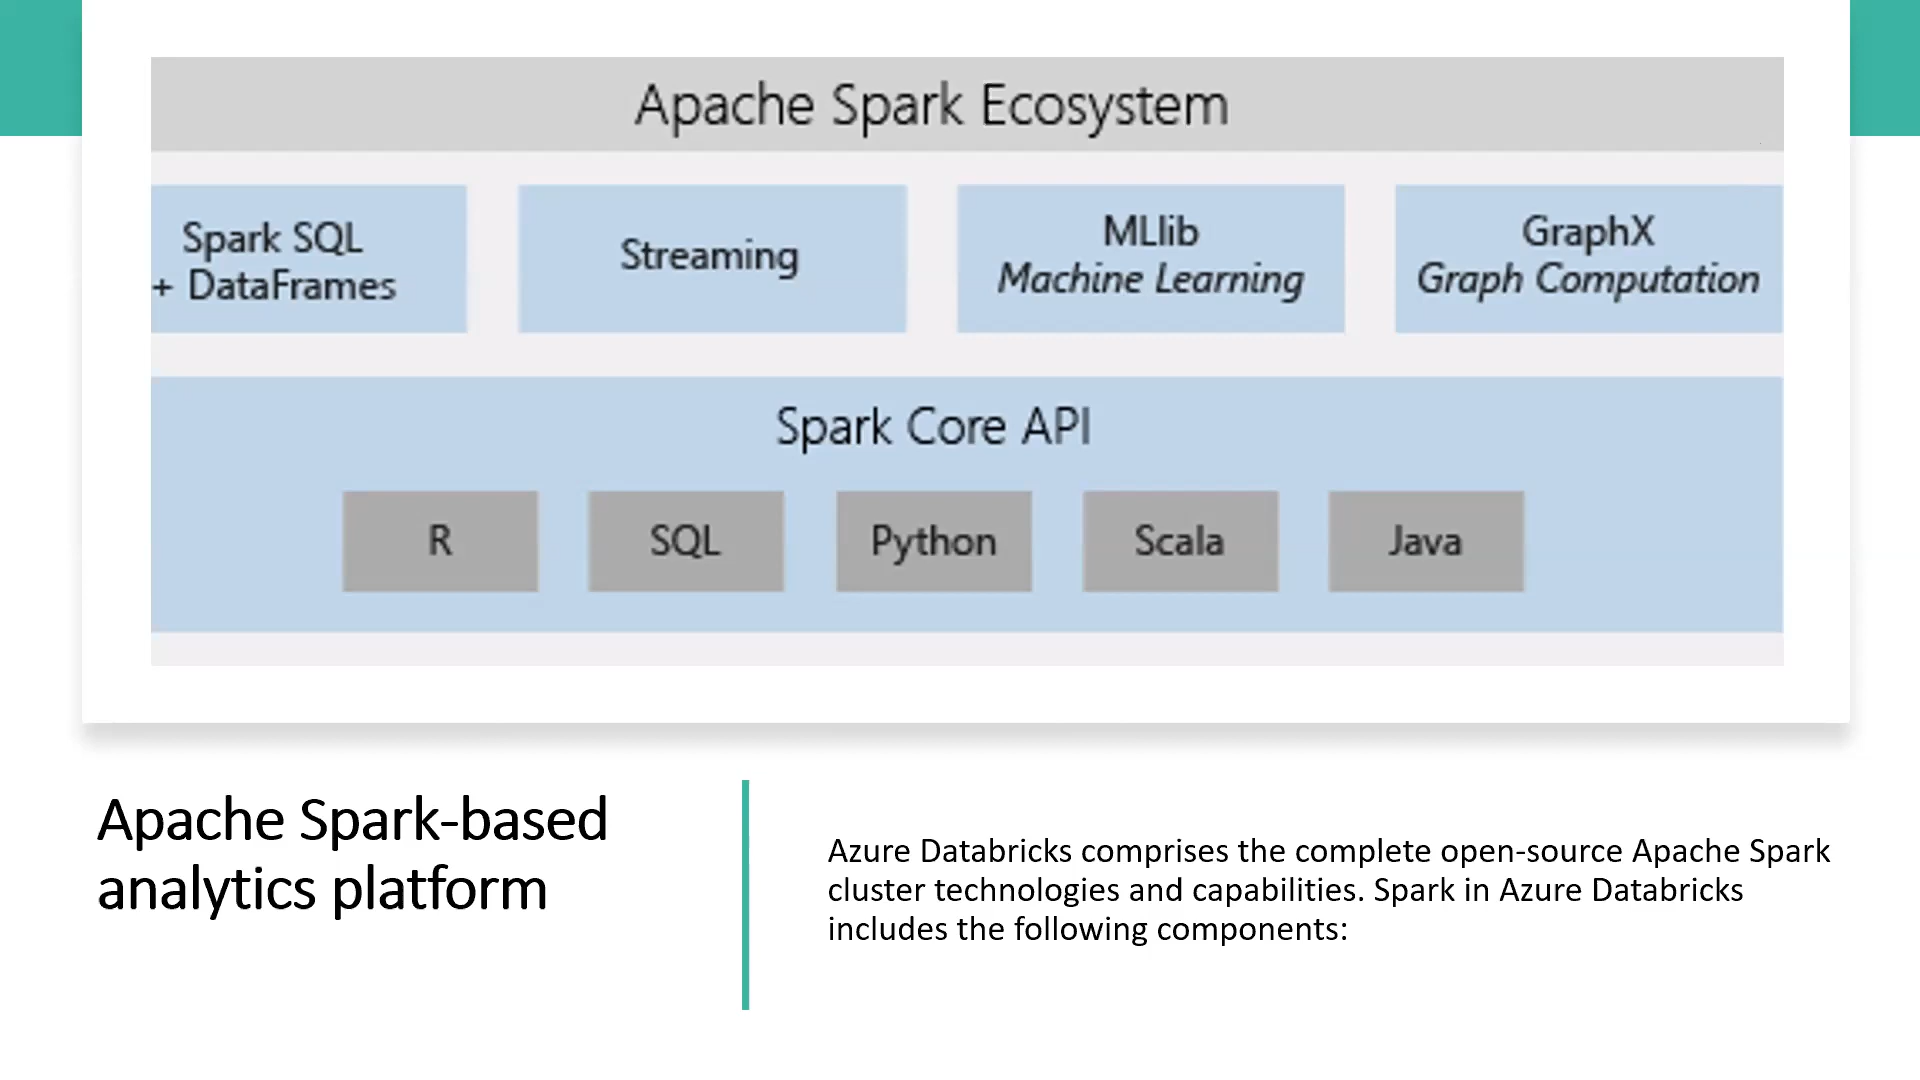 Apache Spark Ecosystem
Spark SQL
+ DataFrames
Streaming
MLlib
Machine Learning
GraphX
Graph Computation
Spark Core API
R
SQL
Python
Scala
Java
Apache Spark-based
analytics platform
Azure Databricks comprises the complete open-source Apache Spark
cluster technologies and capabilities. Spark in Azure Databricks
includes the following components: